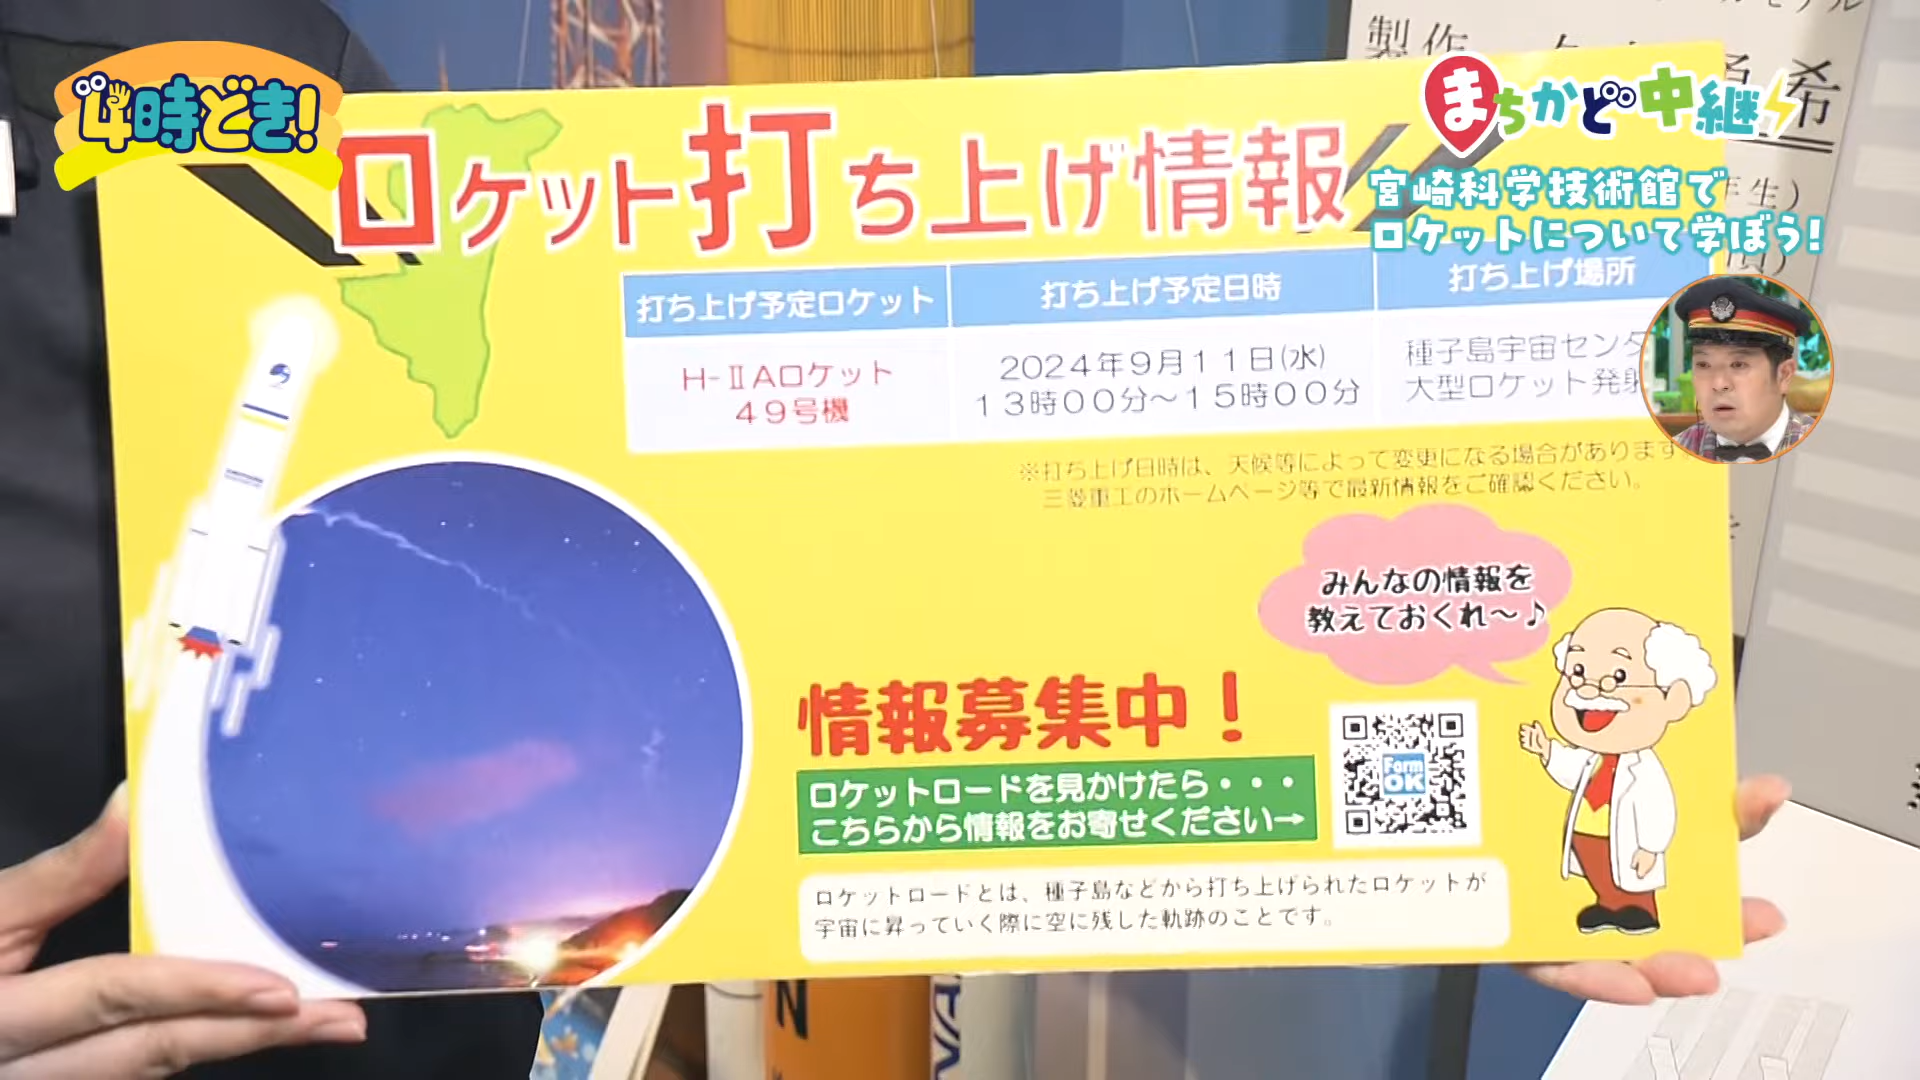 4時どき!
まちかど中継
宮崎科学技術館で
ロケットについて学ぼう!
製作
希
年生)
ロケット打ち上げ情報
打ち上げ予定ロケット
打ち上げ予定日時
打ち上げ場所
H-ⅡAロケット
49号機
2024年9月11日(水)
13時00分~15時00分
種子島宇宙センタ
大型ロケット発射
※打ち上げ日時は、天候等によって変更になる場合があります
三菱重工のホームページ等で最新情報をご確認ください。
みんなの情報を
教えておくれ~♪
情報募集中!
ロケットロードを見かけたら・・・
こちらから情報をお寄せください→
Form
OK
ロケットロードとは、種子島などから打ち上げられたロケットが
宇宙に昇っていく際に空に残した軌跡のことです。
N